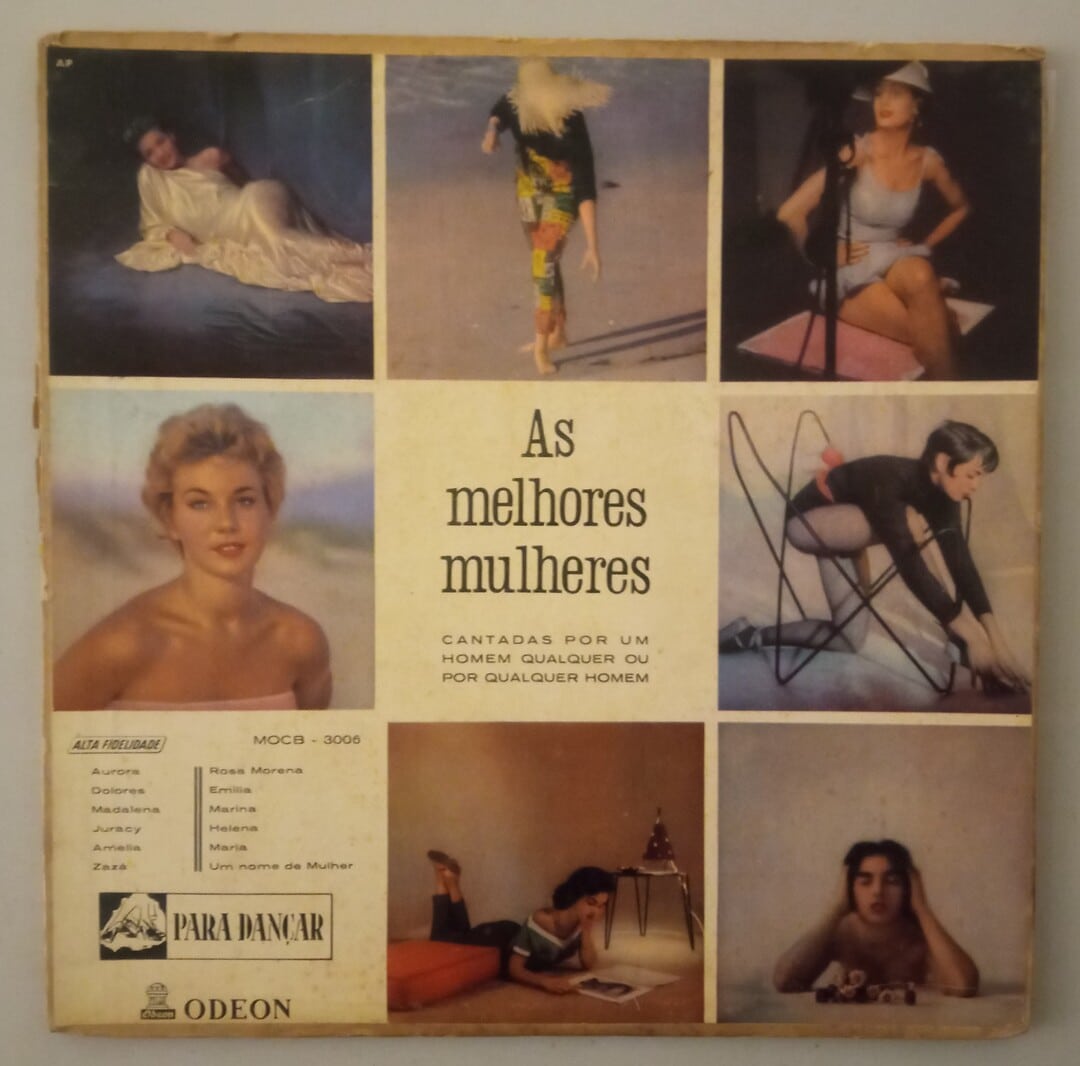 As
melhores
mulheres
CANTADAS POR UM
HOMEM QUALQUER OU
POR QUALQUER HOMEM
ALTA FIDELIDADE
MOCB - 3006
Aurora
Dolores
Madalena
Juracy
Amelia
Zazá
Rosa Morena
Emilia
Marina
Helena
Maria
Um nome de Mulher
PARA DANÇAR
Odeon
ODEON